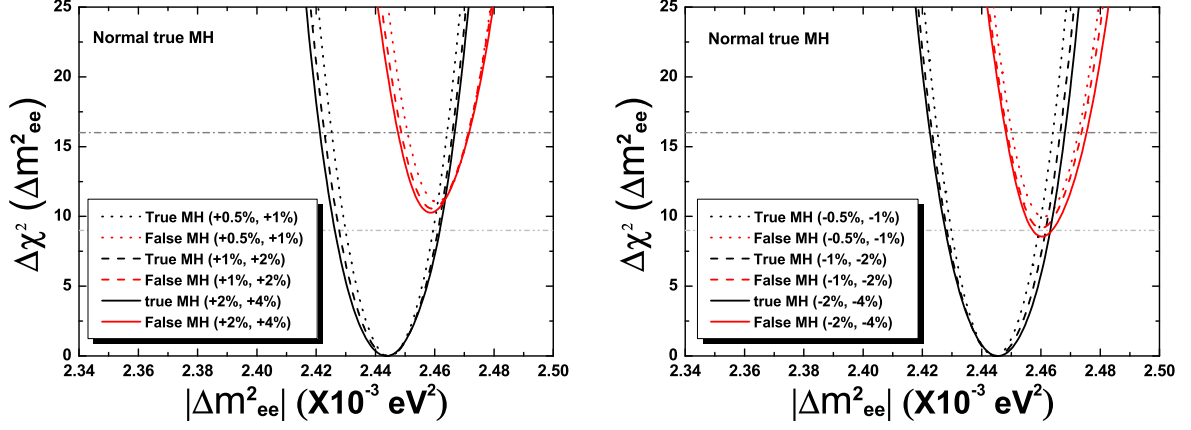 Normal true MH
25
20
15
10
5
0
Δχ² (Δm²ee)
True MH (+0.5%, +1%)
False MH (+0.5%, +1%)
True MH (+1%, +2%)
False MH (+1%, +2%)
true MH (+2%, +4%)
False MH (+2%, +4%)
2.34 2.36 2.38 2.40 2.42 2.44 2.46 2.48 2.50
|Δm²ee| (X10⁻³ eV²)
Normal true MH
25
20
15
10
5
0
Δχ² (Δm²ee)
True MH (-0.5%, -1%)
False MH (-0.5%, -1%)
True MH (-1%, -2%)
False MH (-1%, -2%)
true MH (-2%, -4%)
False MH (-2%, -4%)
2.34 2.36 2.38 2.40 2.42 2.44 2.46 2.48 2.50
|Δm²ee| (X10⁻³ eV²)